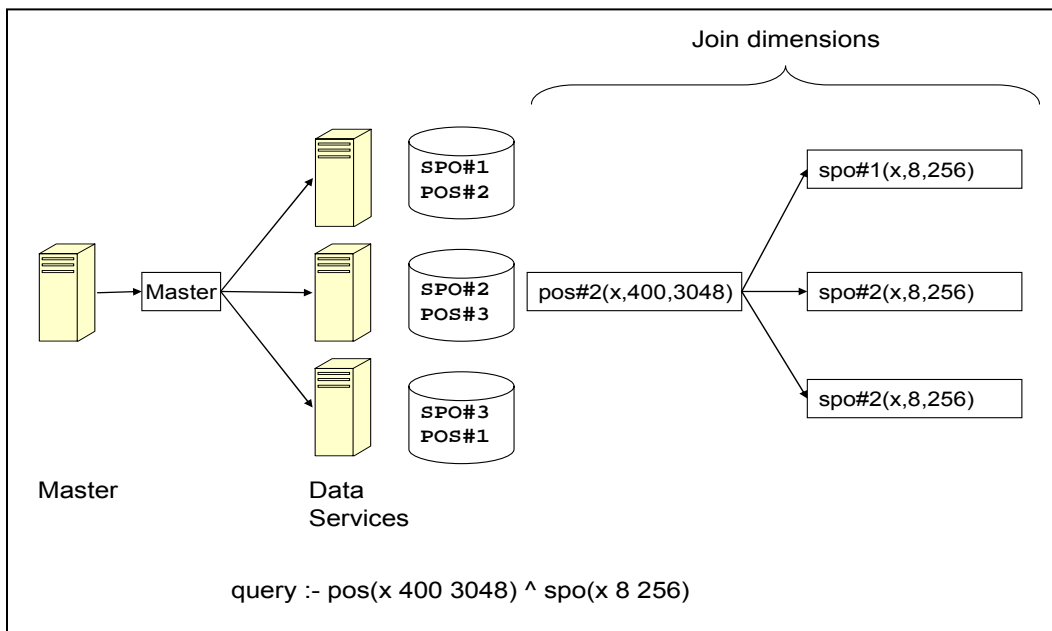 Join dimensions
SPO#1
POS#2
spo#1(x,8,256)
Master
SPO#2
POS#3
pos#2(x,400,3048)
spo#2(x,8,256)
SPO#3
POS#1
spo#2(x,8,256)
Master
Data
Services
query :- pos(x 400 3048) ^ spo(x 8 256)